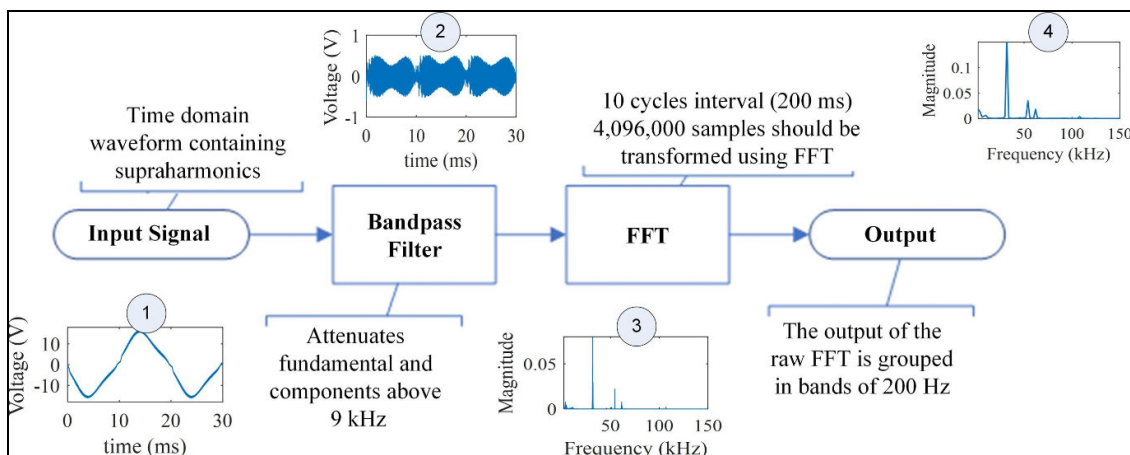 2
Voltage (V)
1
0
-1
0 10 20 30
time (ms)
4
Magnitude
0.1
0.05
0
50 100 150
Frequency (kHz)
Time domain
waveform containing
supraharmonics
10 cycles interval (200 ms)
4,096,000 samples should be
transformed using FFT
Input Signal
Bandpass
Filter
FFT
Output
1
Voltage (V)
10
0
-10
0 10 20 30
time (ms)
Attenuates
fundamental and
components above
9 kHz
3
Magnitude
0.05
0
50 100 150
Frequency (kHz)
The output of the
raw FFT is grouped
in bands of 200 Hz